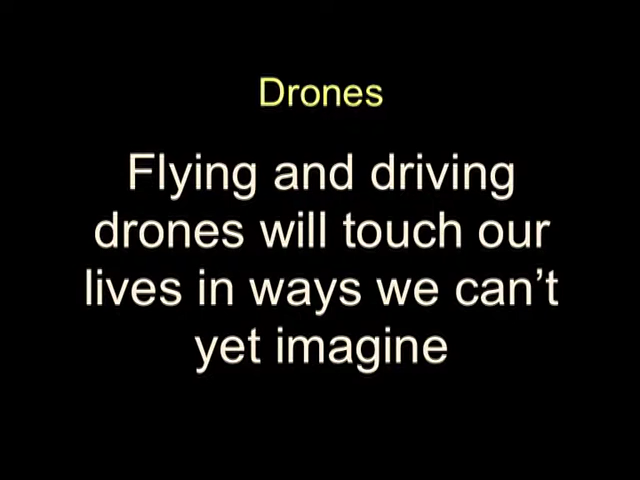 Drones
Flying and driving
drones will touch our
lives in ways we can’t
yet imagine